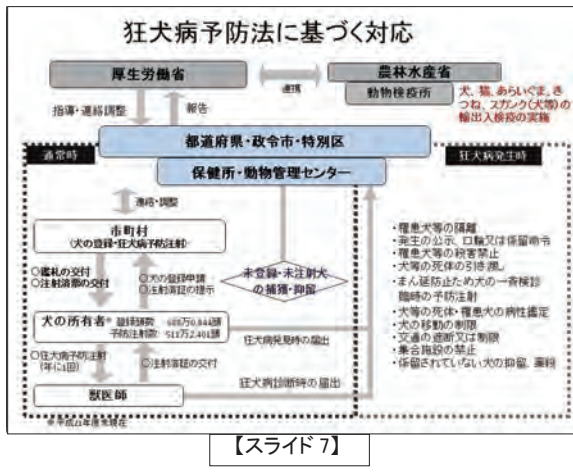 狂犬病予防法に基づく対応
厚生労働省
連携
農林水産省
動物検疫所
犬、猫、あらいぐま、き
つね、スカンク(犬等)の
輸出入検疫の実施
指導・連絡調整
報告
都道府県・政令市・特別区
保健所・動物管理センター
通常時
狂犬病発生時
連絡・調整
市町村
(犬の登録・狂犬病予防注射)
○鑑札の交付
○注射済票の交付
○犬の登録申請
○注射済証の提示
未登録・未注射犬
の捕獲・抑留
犬の所有者※
登録頭数
予防注射数
狂犬病発見時の届出
○狂犬病予防注射
(年に1回)
○注射済証の交付
獣医師
狂犬病診断時の届出
※平成21年度末現在
・罹患犬等の隔離
・発生の公示、口輪又は係留命令
・罹患犬等の殺害禁止
・犬等の死体の引き渡し
・まん延防止ため犬の一斉検診
臨時の予防注射
・犬等の死体・罹患犬の病性鑑定
・犬の移動の制限
・交通の遮断又は制限
・集合施設の禁止
・係留されていない犬の抑留、薬殺
【スライド 7】